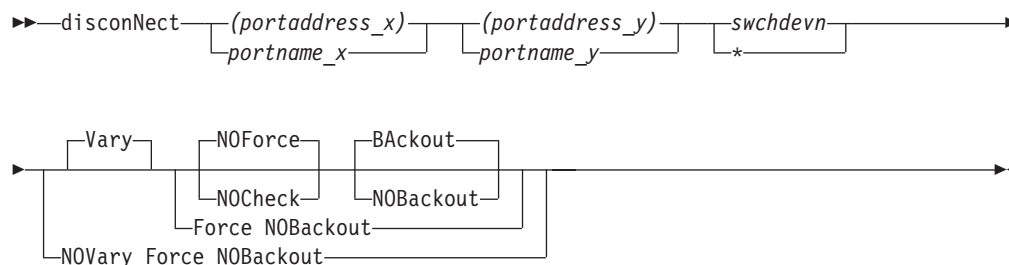 disconNect (portaddress_x) (portaddress_y) swchdevn
portname_x portname_y *
Vary NOForce BAckout
NOCheck NOBackout
Force NOBackout
NOVary Force NOBackout